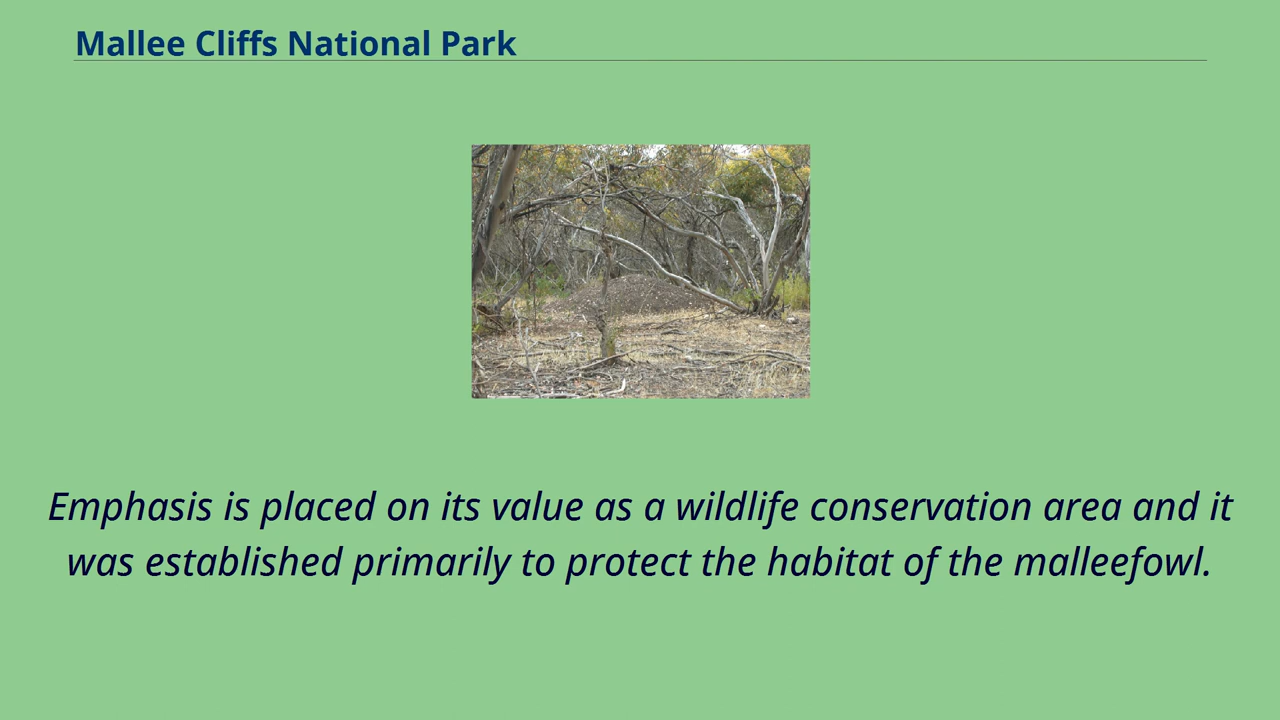 Mallee Cliffs National Park
Emphasis is placed on its value as a wildlife conservation area and it
was established primarily to protect the habitat of the malleefowl.